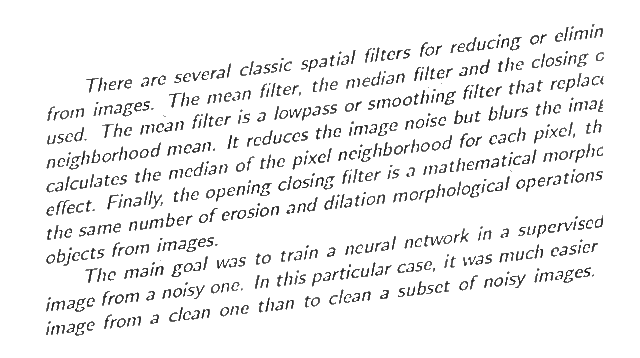 There are several classic spatial filters for reducing or elimin
from images. The mean filter, the median filter and the closing o
used. The mean filter is a lowpass or smoothing filter that replace
neighborhood mean. It reduces the image noise but blurs the imag
calculates the median of the pixel neighborhood for each pixel, th
effect. Finally, the opening closing filter is a mathematical morpho
the same number of erosion and dilation morphological operations
objects from images.
The main goal was to train a neural network in a supervised
image from a noisy one. In this particular case, it was much easier
image from a clean one than to clean a subset of noisy images.